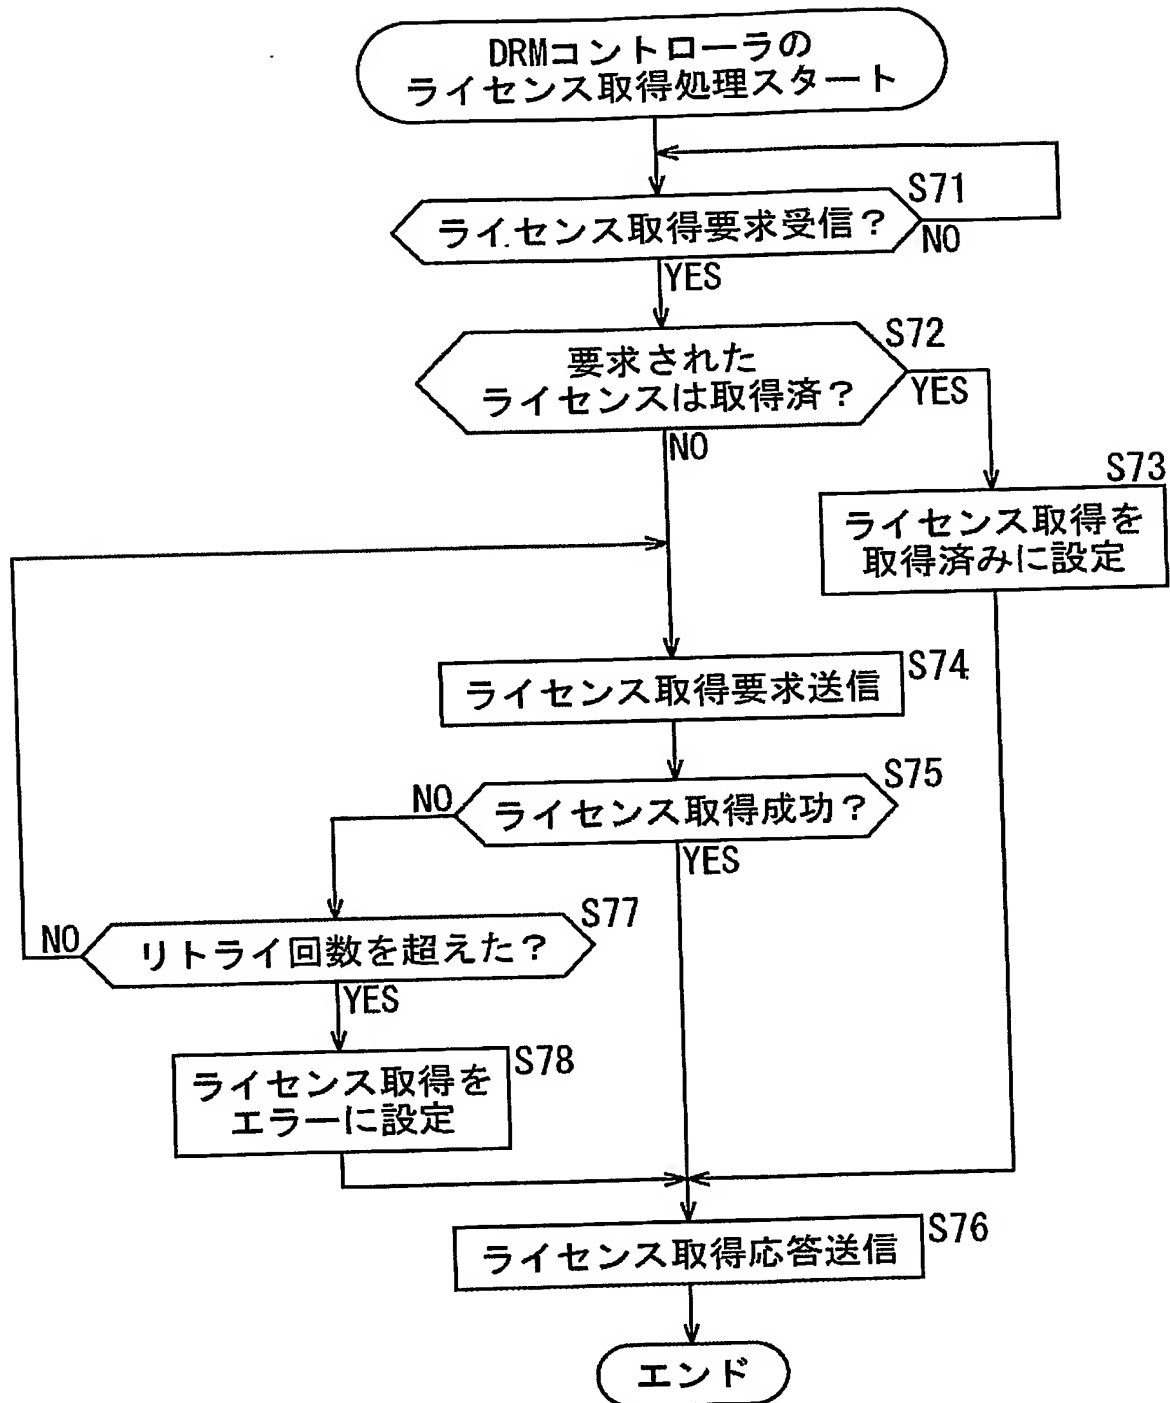 DRMコントローラの
ライセンス取得処理スタート
S71
ライセンス取得要求受信?
NO
YES
S72
要求された
ライセンスは取得済?
YES
NO
S73
ライセンス取得を
取得済みに設定
S74
ライセンス取得要求送信
S75
NO
ライセンス取得成功?
YES
S77
NO
リトライ回数を超えた?
YES
S78
ライセンス取得を
エラーに設定
S76
ライセンス取得応答送信
エンド